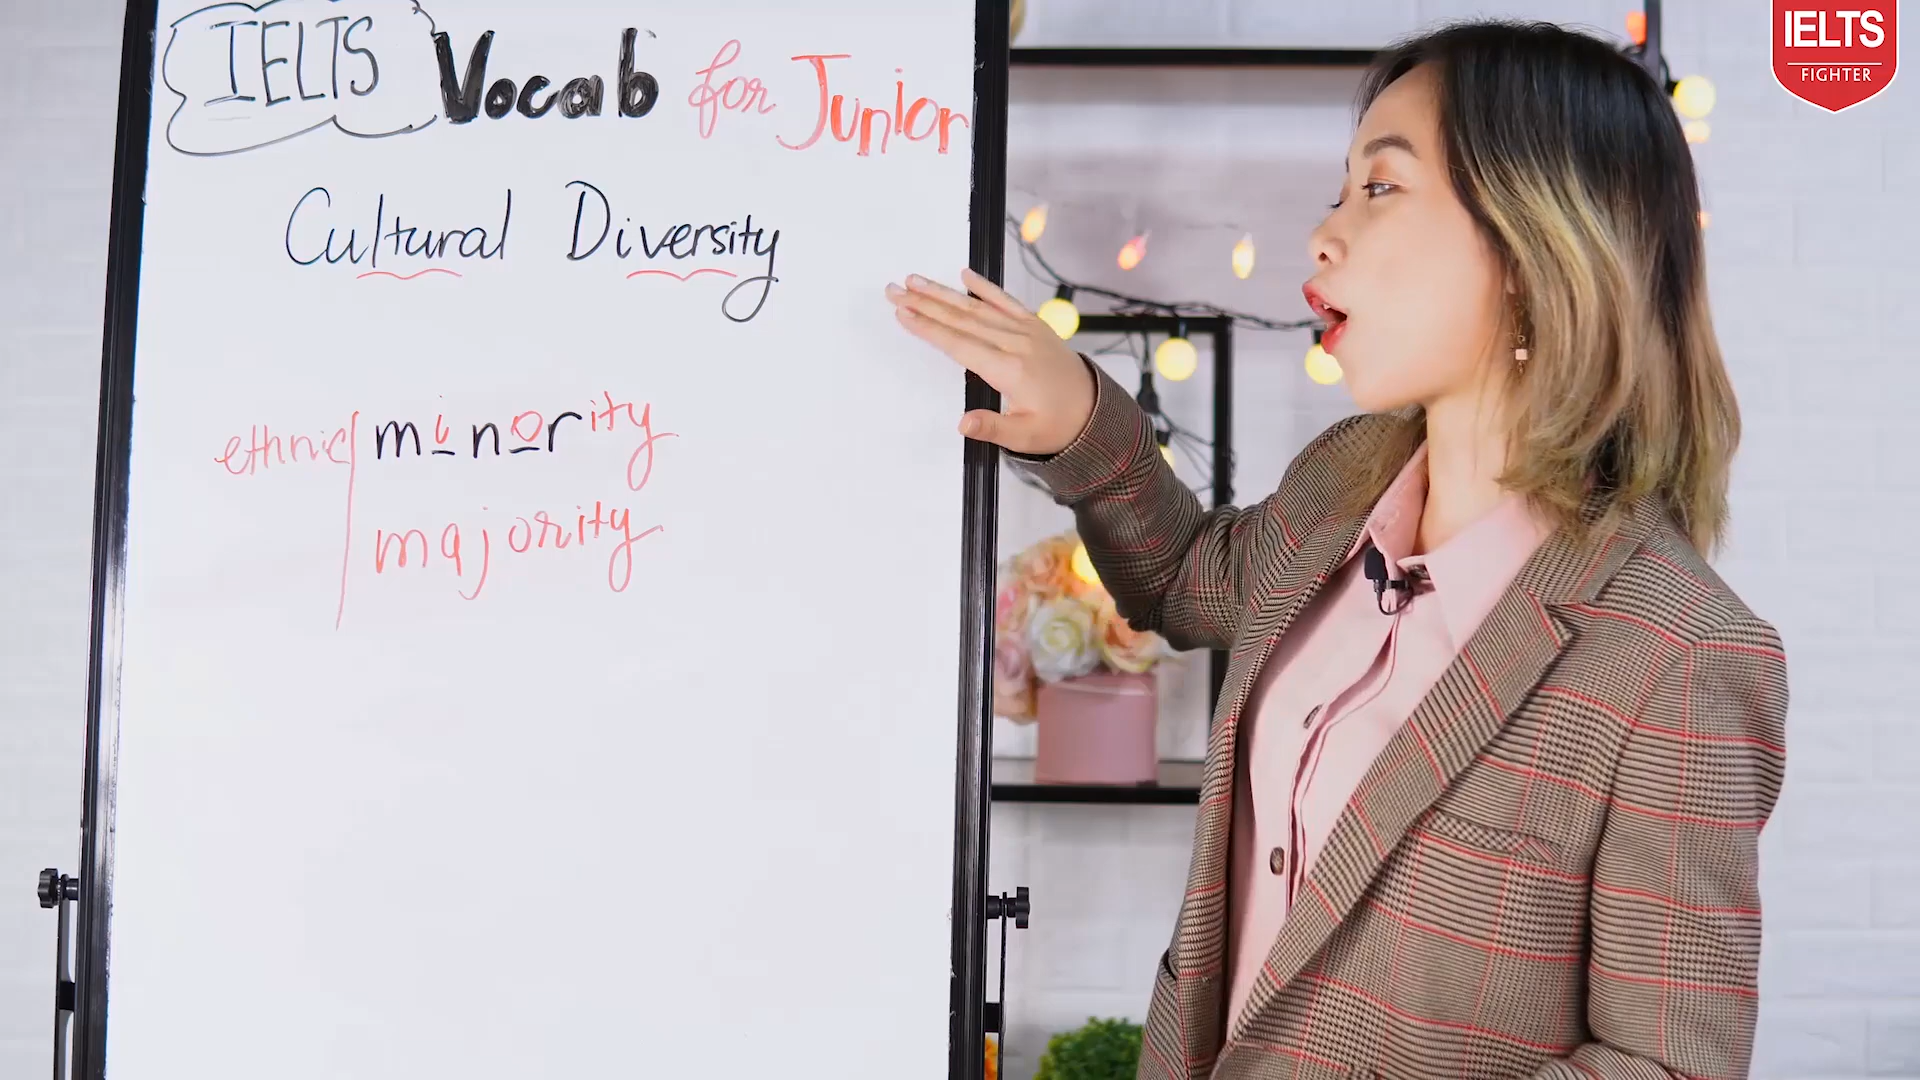 IELTS Vocab for Junior
Cultural Diversity
ethnic minority
majority
IELTS
FIGHTER